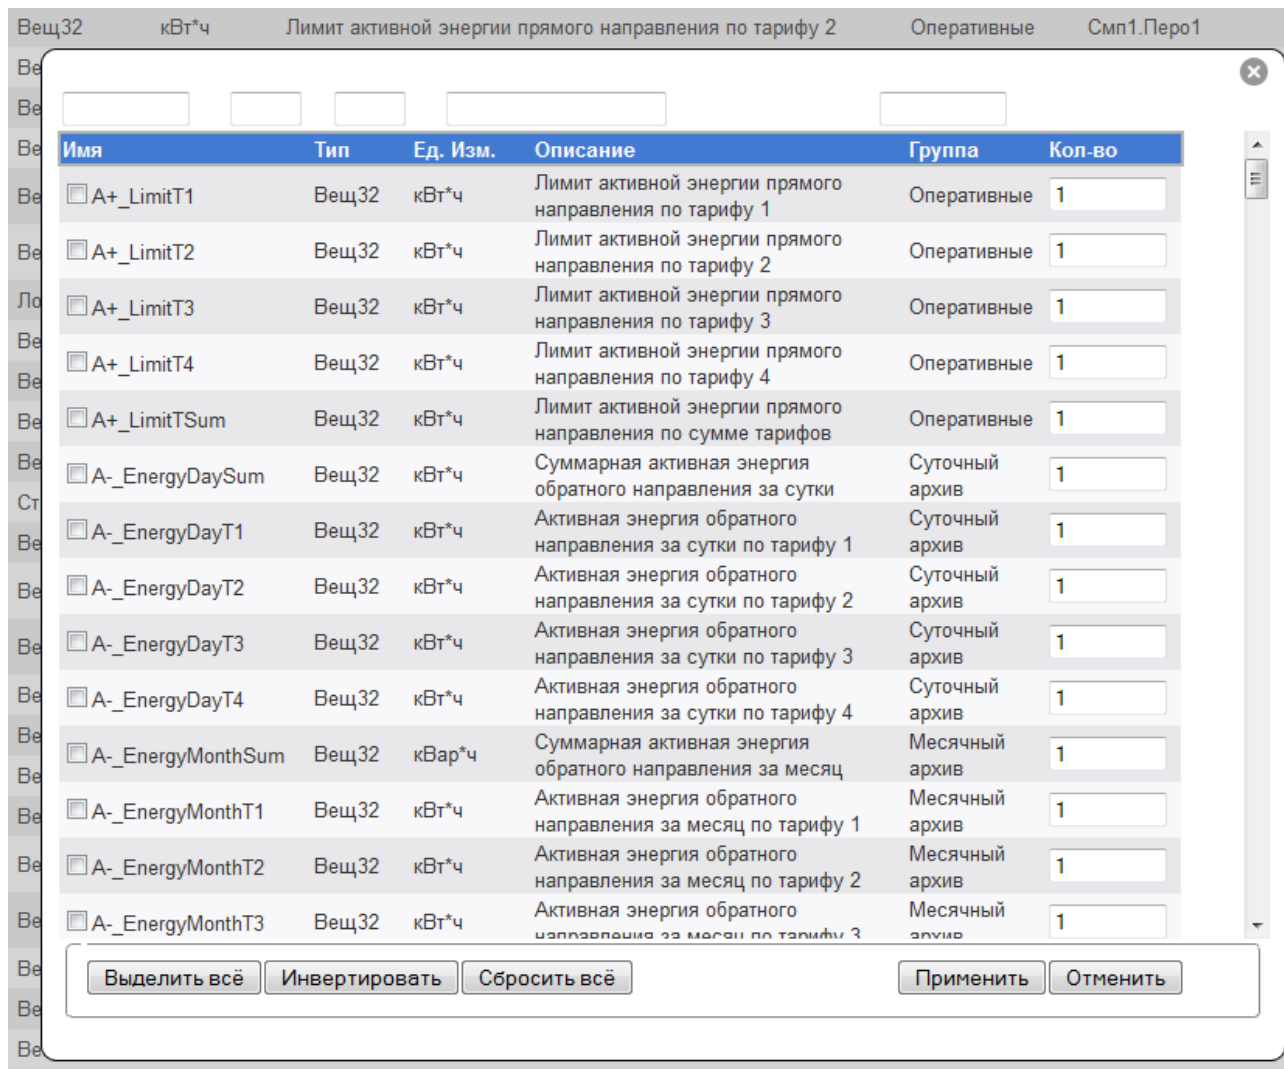 Вещ32 кВт*ч Лимит активной энергии прямого направления по тарифу 2 Оперативные Смп1.Перо1
Имя Тип Ед. Изм. Описание Группа Кол-во
A+_LimitT1 Вещ32 кВт*ч Лимит активной энергии прямого Оперативные 1
направления по тарифу 1
A+_LimitT2 Вещ32 кВт*ч Лимит активной энергии прямого Оперативные 1
направления по тарифу 2
A+_LimitT3 Вещ32 кВт*ч Лимит активной энергии прямого Оперативные 1
направления по тарифу 3
A+_LimitT4 Вещ32 кВт*ч Лимит активной энергии прямого Оперативные 1
направления по тарифу 4
A+_LimitTSum Вещ32 кВт*ч Лимит активной энергии прямого Оперативные 1
направления по сумме тарифов
A-_EnergyDaySum Вещ32 кВт*ч Суммарная активная энергия Суточный 1
обратного направления за сутки архив
A-_EnergyDayT1 Вещ32 кВт*ч Активная энергия обратного Суточный 1
направления за сутки по тарифу 1 архив
A-_EnergyDayT2 Вещ32 кВт*ч Активная энергия обратного Суточный 1
направления за сутки по тарифу 2 архив
A-_EnergyDayT3 Вещ32 кВт*ч Активная энергия обратного Суточный 1
направления за сутки по тарифу 3 архив
A-_EnergyDayT4 Вещ32 кВт*ч Активная энергия обратного Суточный 1
направления за сутки по тарифу 4 архив
A-_EnergyMonthSum Вещ32 кВар*ч Суммарная активная энергия Месячный 1
обратного направления за месяц архив
A-_EnergyMonthT1 Вещ32 кВт*ч Активная энергия обратного Месячный 1
направления за месяц по тарифу 1 архив
A-_EnergyMonthT2 Вещ32 кВт*ч Активная энергия обратного Месячный 1
направления за месяц по тарифу 2 архив
A-_EnergyMonthT3 Вещ32 кВт*ч Активная энергия обратного Месячный 1
направления за месяц по тарифу 3 архив
Выделить всё Инвертировать Сбросить всё Применить Отменить